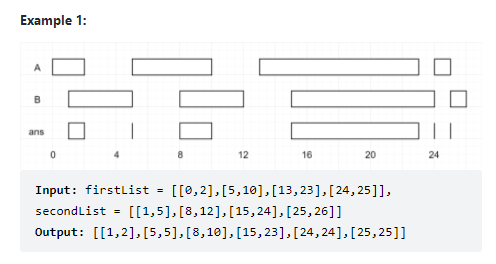 Example 1:
A
B
ans
0 4 8 12 16 20 24
Input: firstList = [[0,2],[5,10],[13,23],[24,25]],
secondList = [[1,5],[8,12],[15,24],[25,26]]
Output: [[1,2],[5,5],[8,10],[15,23],[24,24],[25,25]]